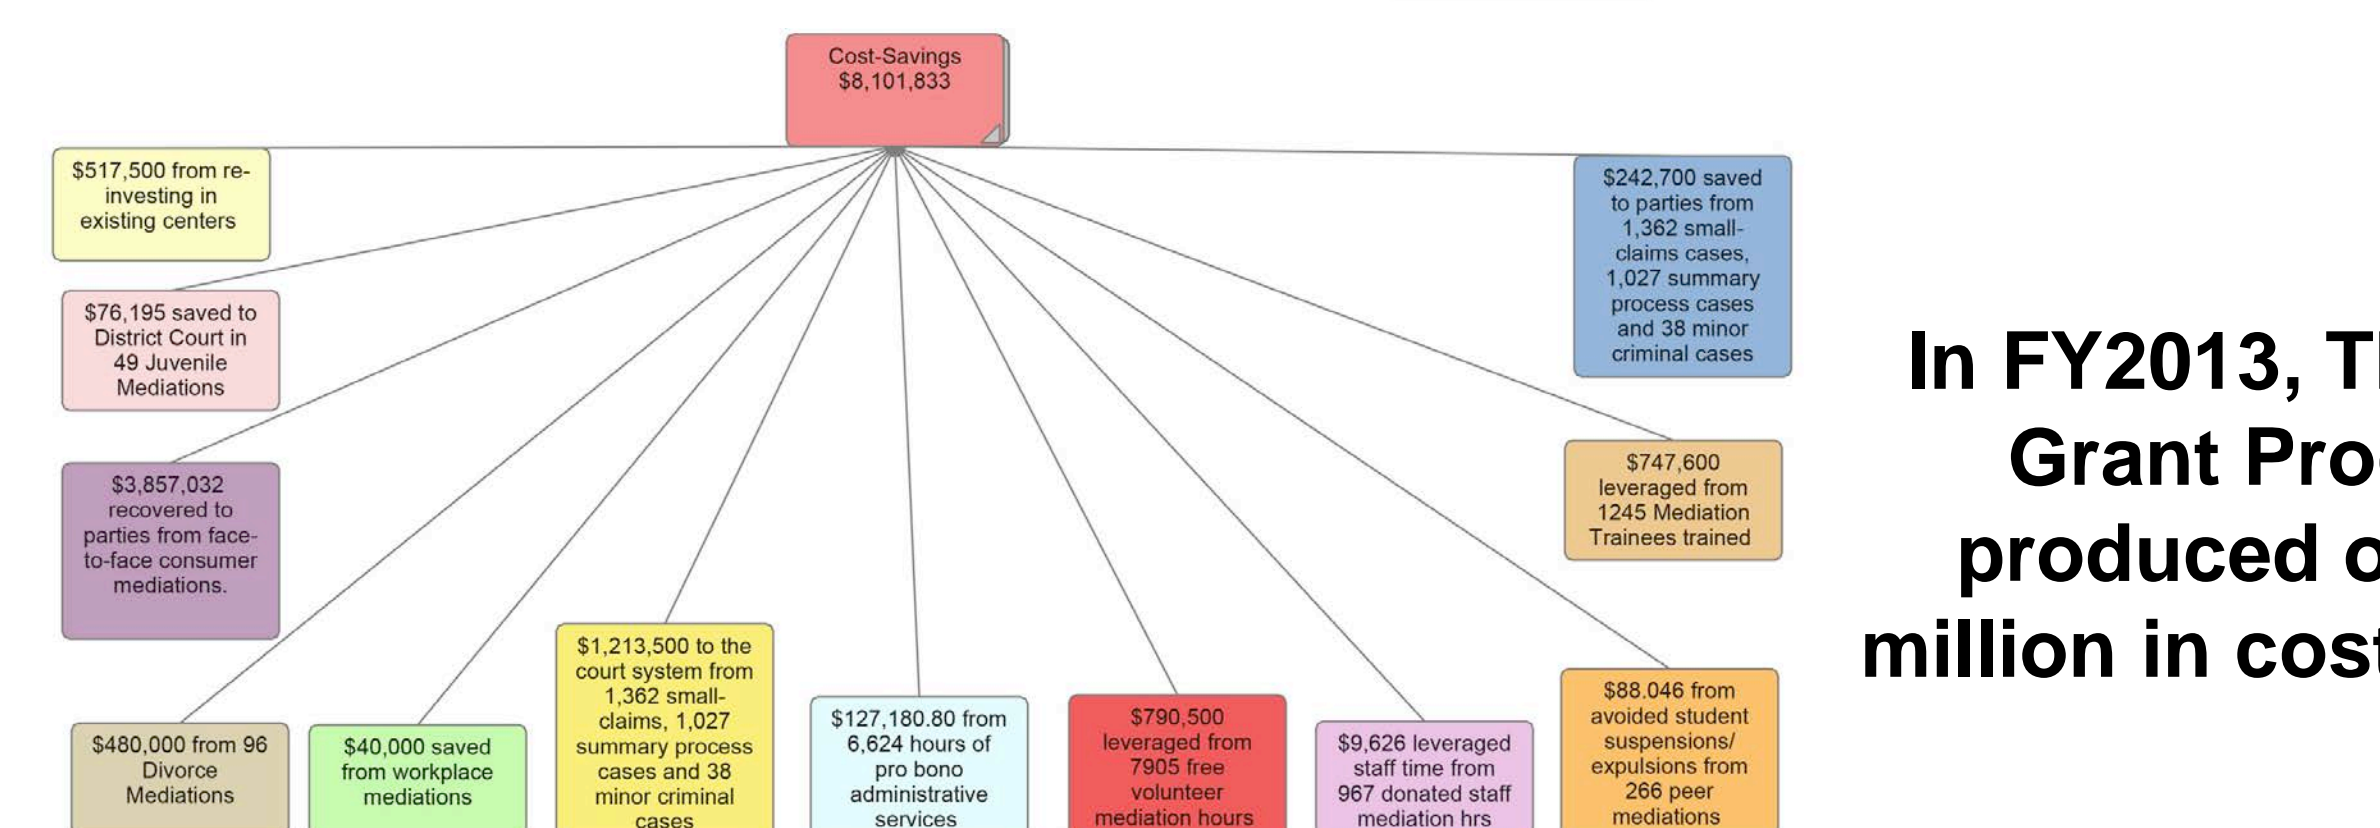 Cost-Savings
$8,101,833
$517,500 from re-
investing in
existing centers
$76,195 saved to
District Court in
49 Juvenile
Mediations
$3,857,032
recovered to
parties from face-
to-face consumer
mediations.
$480,000 from 96
Divorce
Mediations
$40,000 saved
from workplace
mediations
$1,213,500 to the
court system from
1,362 small-
claims, 1,027
summary process
cases and 38
minor criminal
cases
$127,180.80 from
6,624 hours of
pro bono
administrative
services
$790,500
leveraged from
7905 free
volunteer
mediation hours
$9,626 leveraged
staff time from
967 donated staff
mediation hrs
$88.046 from
avoided student
suspensions/
expulsions from
266 peer
mediations
$747,600
leveraged from
1245 Mediation
Trainees trained
$242,700 saved
to parties from
1,362 small-
claims cases,
1,027 summary
process cases
and 38 minor
criminal cases
In FY2013,
Grant
produced
million in